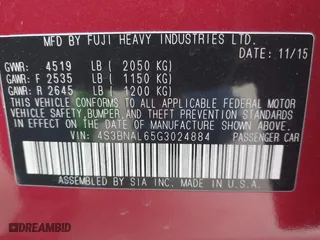 MFD. BY FUJI HEAVY INDUSTRIES LTD.
DATE: 11/15
GVWR: 4519 LB ( 2050 KG)
GAWR: F 2535 LB ( 1150 KG)
GAWR: R 2645 LB ( 1200 KG)
THIS VEHICLE CONFORMS TO ALL APPLICABLE FEDERAL MOTOR
VEHICLE SAFETY, BUMPER, AND THEFT PREVENTION STANDARDS
IN EFFECT ON THE DATE OF MANUFACTURE SHOWN ABOVE.
VIN: 4S3BNAL65G3024884 PASSENGER CAR
ASSEMBLED BY SIA INC. MADE IN U.S.A.
AUTOBIDMASTER